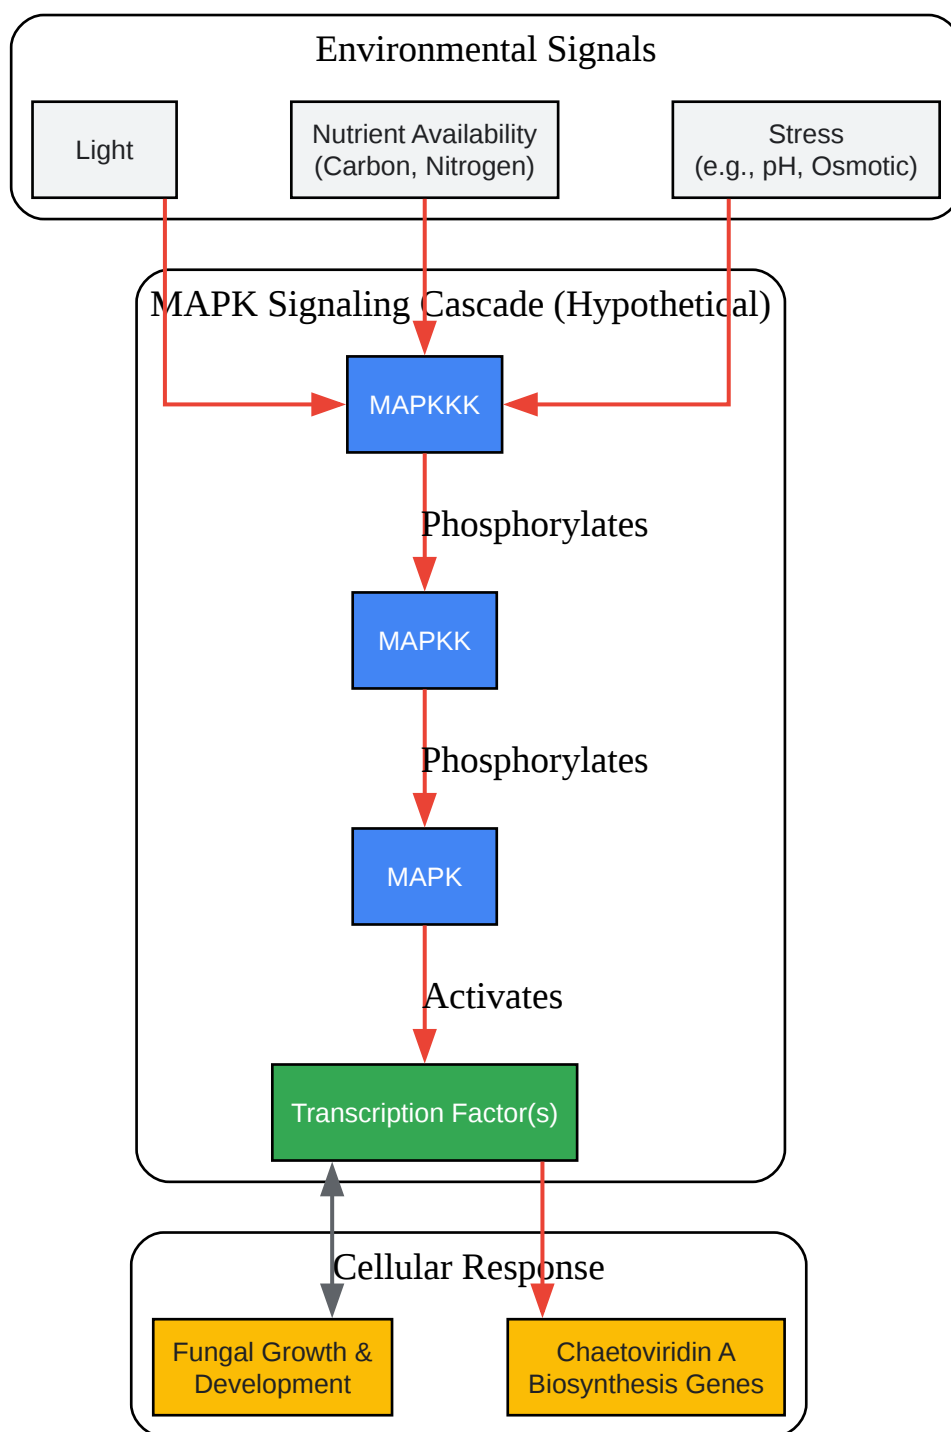 Environmental Signals
Light
Nutrient Availability
(Carbon, Nitrogen)
Stress
(e.g., pH, Osmotic)
MAPK Signaling Cascade (Hypothetical)
MAPKKK
Phosphorylates
MAPKK
Phosphorylates
MAPK
Activates
Transcription Factor(s)
Cellular Response
Fungal Growth &
Development
Chaetoviridin A
Biosynthesis Genes